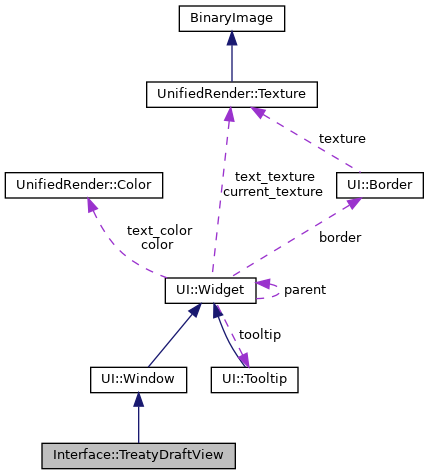 BinaryImage
UnifiedRender::Texture
texture
text_texture
current_texture
UnifiedRender::Color
UI::Border
text_color
color
border
UI::Widget
parent
tooltip
UI::Window
UI::Tooltip
Interface::TreatyDraftView